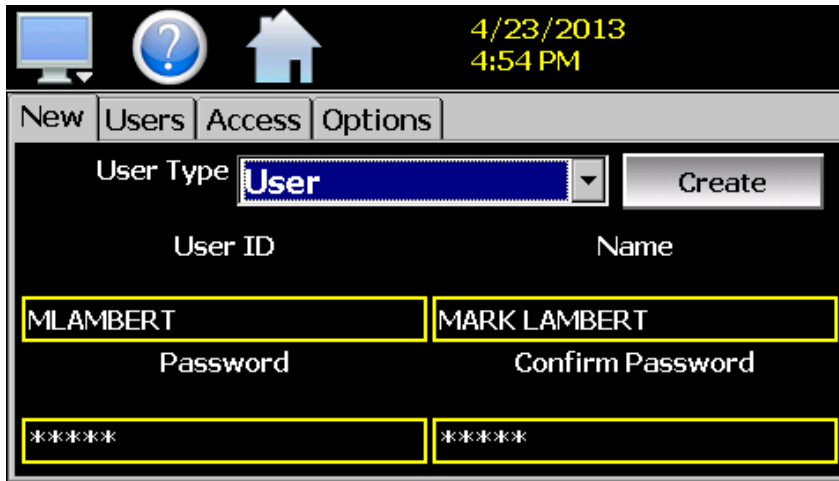 ?
4/23/2013
4:54 PM
New Users Access Options
User Type User Create
User ID Name
MLAMBERT MARK LAMBERT
Password Confirm Password
***** *****